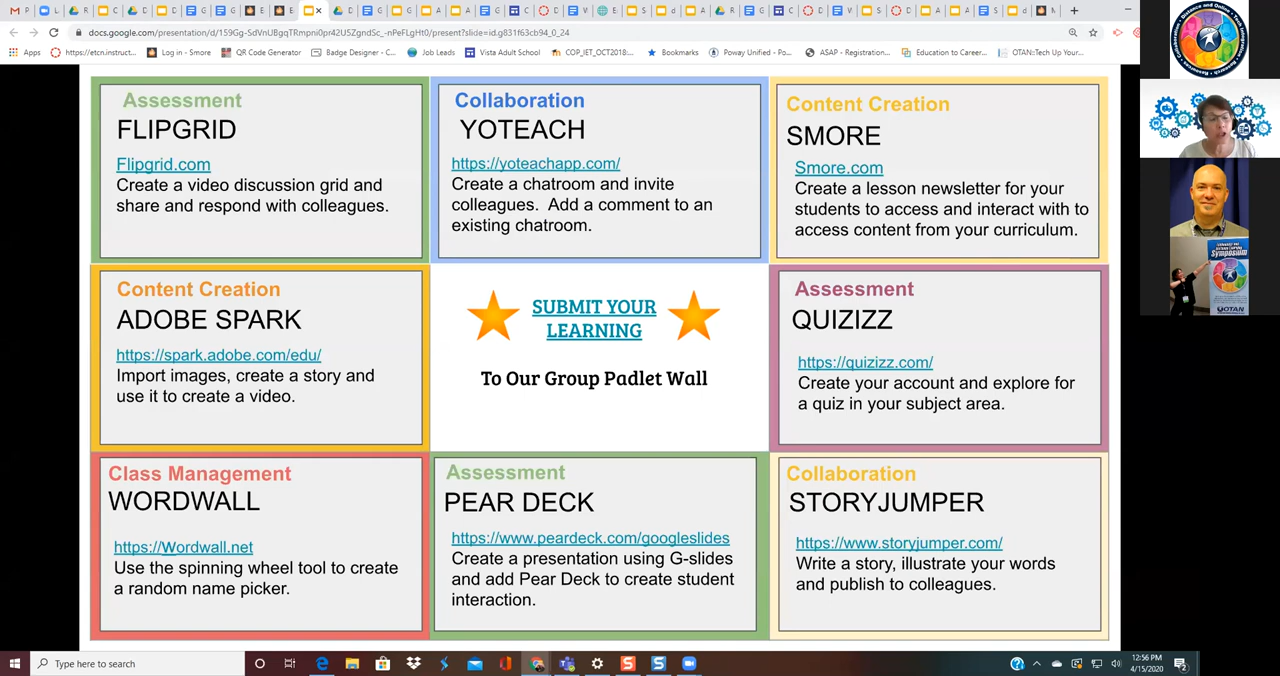 docs.google.com/presentation/d/159Gg-SdVnUBgqTRmpni0pr42U5ZgndSc_-nPeFLgHt0/present?slide=id.g831f63cb94_0_24
Apps
https://etcn.instruct...
Log in - Smore
QR Code Generator
Badge Designer - C...
Job Leads
Vista Adult School
COP_IET_OCT2018:...
Bookmarks
Poway Unified - Po...
ASAP - Registration...
Education to Career...
OTAN::Tech Up Your...
Assessment
FLIPGRID
Flipgrid.com
Create a video discussion grid and
share and respond with colleagues.
Collaboration
YOTEACH
https://yoteachapp.com/
Create a chatroom and invite
colleagues. Add a comment to an
existing chatroom.
Content Creation
SMORE
Smore.com
Create a lesson newsletter for your
students to access and interact with to
access content from your curriculum.
Content Creation
ADOBE SPARK
https://spark.adobe.com/edu/
Import images, create a story and
use it to create a video.
SUBMIT YOUR
LEARNING
To Our Group Padlet Wall
Assessment
QUIZIZZ
https://quizizz.com/
Create your account and explore for
a quiz in your subject area.
Class Management
WORDWALL
https://Wordwall.net
Use the spinning wheel tool to create
a random name picker.
Assessment
PEAR DECK
https://www.peardeck.com/googleslides
Create a presentation using G-slides
and add Pear Deck to create student
interaction.
Collaboration
STORYJUMPER
https://www.storyjumper.com/
Write a story, illustrate your words
and publish to colleagues.
Symposium
OTAN
Type here to search
12:56 PM
4/15/2020